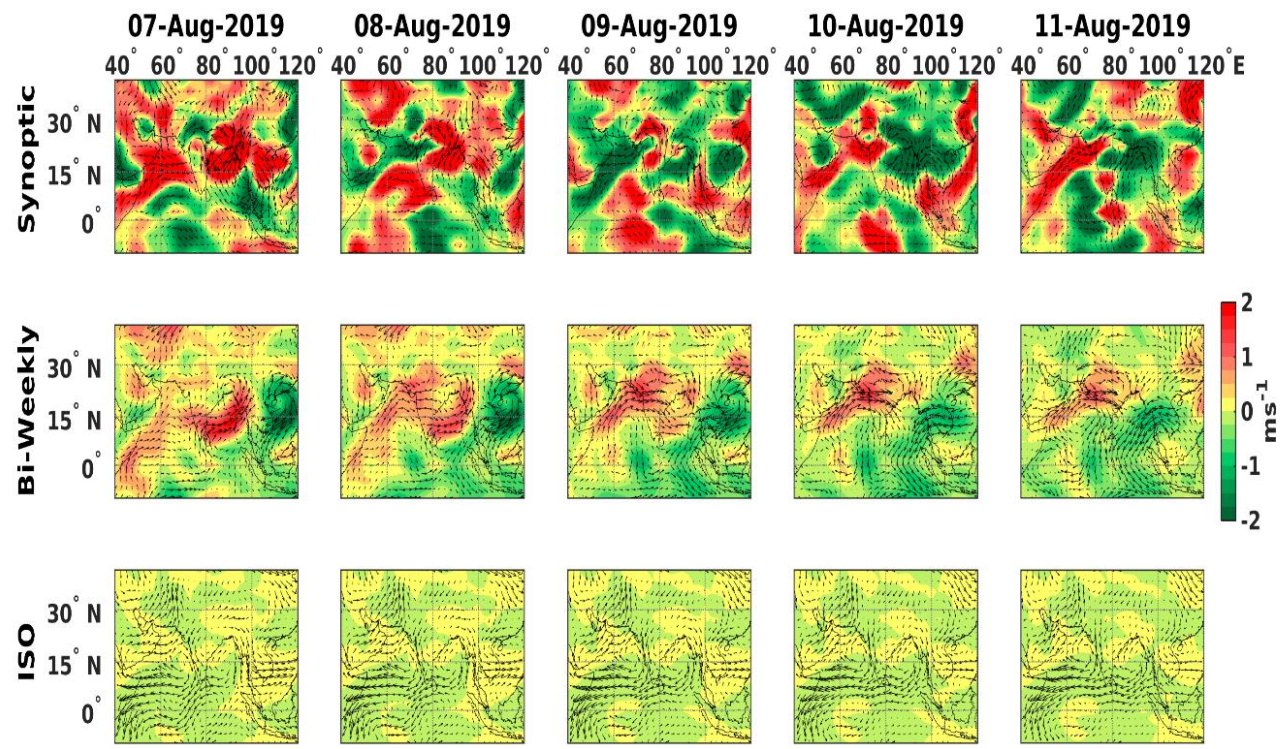 07-Aug-2019 08-Aug-2019 09-Aug-2019 10-Aug-2019 11-Aug-2019
40° 60° 80° 100° 120° 40° 60° 80° 100° 120° 40° 60° 80° 100° 120° 40° 60° 80° 100° 120° 40° 60° 80° 100° 120° E
Synoptic
30° N
15° N
0°
Bi-Weekly
30° N
15° N
0°
2
1
0
-1
-2
ms⁻¹
ISO
30° N
15° N
0°